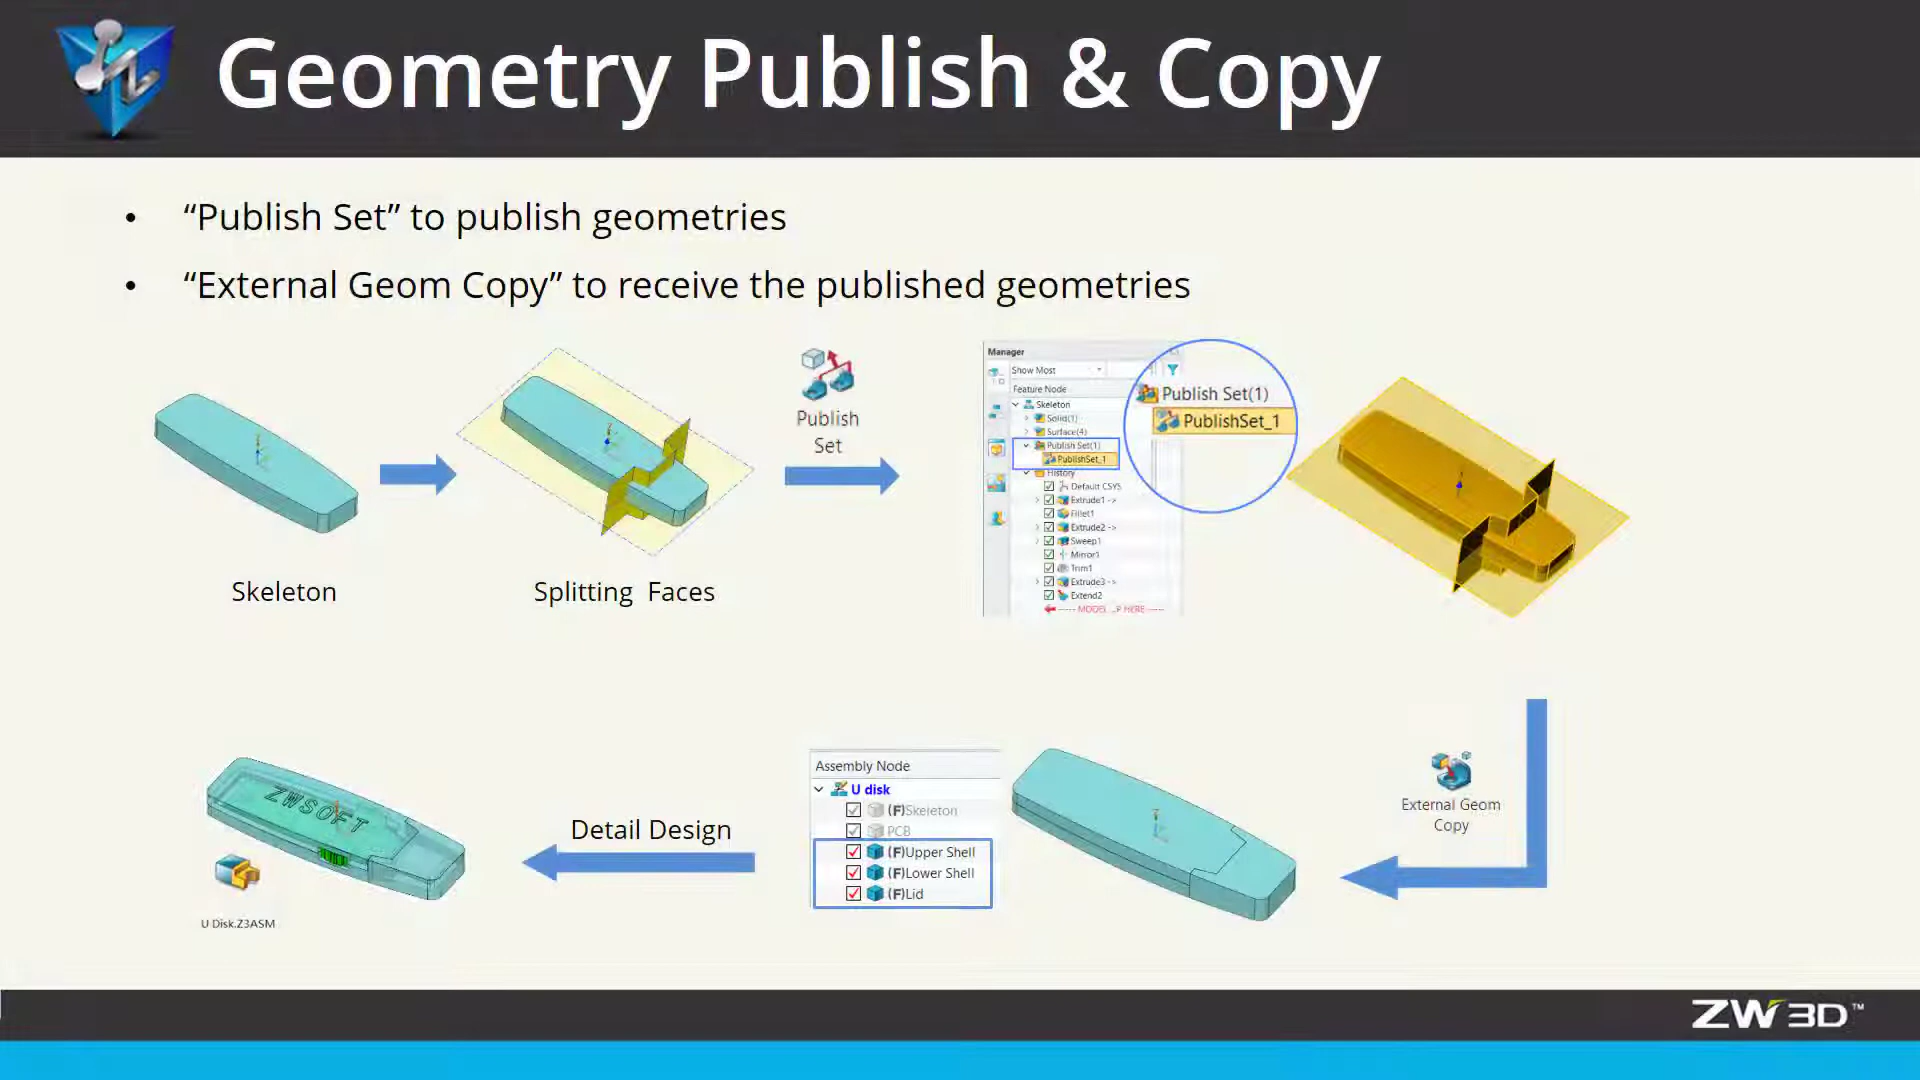 Geometry Publish & Copy
• “Publish Set” to publish geometries
• “External Geom Copy” to receive the published geometries
Skeleton
Splitting Faces
Publish
Set
Manager
Show Most
Feature Node
Skeleton
Solid(1)
Surface(4)
Publish Set(1)
PublishSet_1
History
Default CSYS
Extrude1 ->
Fillet1
Extrude2 ->
Sweep1
Mirror1
Trim1
Extrude3 ->
Extend2
------ MODEL ...P HERE ------
Publish Set(1)
PublishSet_1
External Geom
Copy
Assembly Node
U disk
(F)Skeleton
PCB
(F)Upper Shell
(F)Lower Shell
(F)Lid
Detail Design
ZWSOFT
U Disk.Z3ASM
ZW3D™